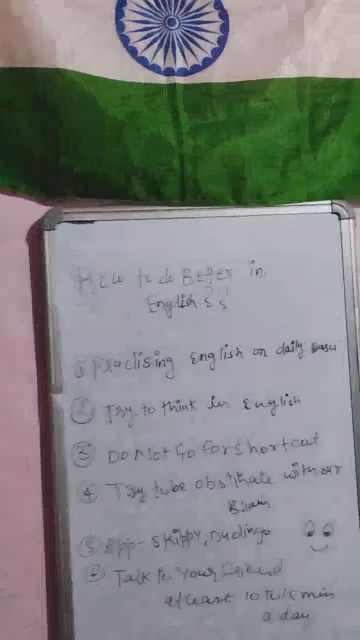 How to do Better in
English
① Practising English on daily Basis
② Try to think in English
③ Do Not Go for shortcut
④ Try to be obstinate with our
Brain
⑤ App - Skippy,
⑥ Talk to Your friend
atleast 10 to 15 min
a day